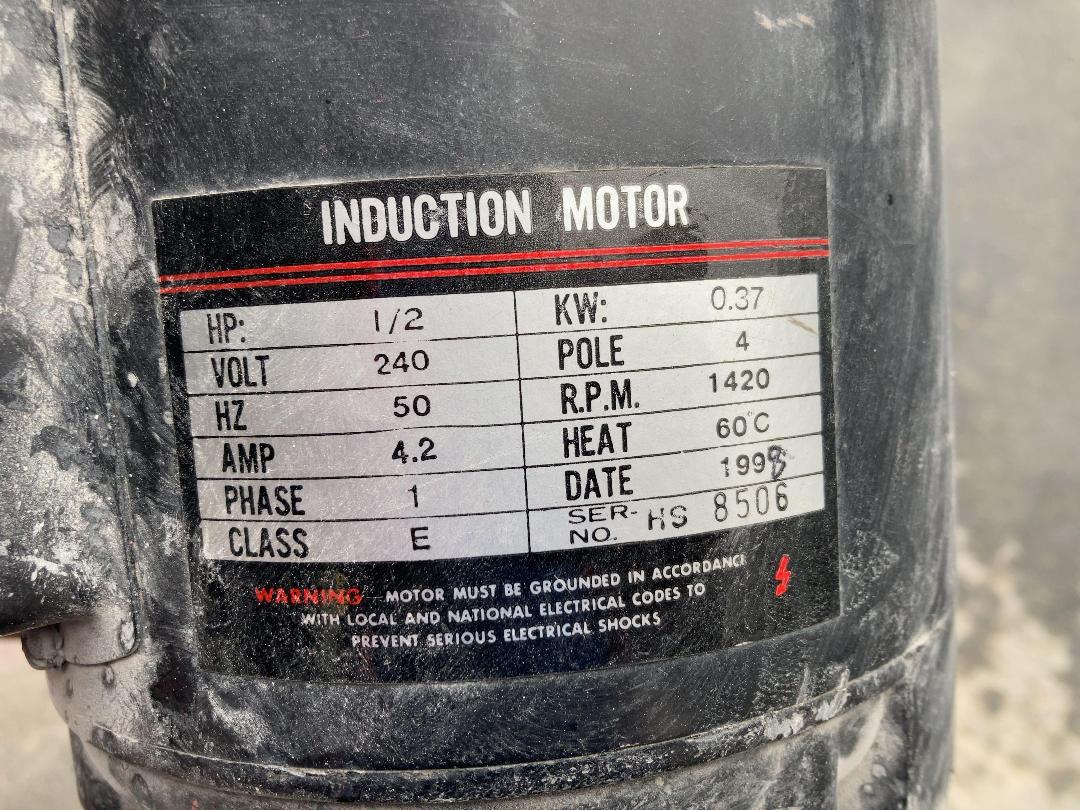 INDUCTION MOTOR
HP: 1/2 KW: 0.37
VOLT 240 POLE 4
HZ 50 R.P.M. 1420
AMP 4.2 HEAT 60°C
PHASE 1 DATE 1998
CLASS E SER-NO. HS 8506
WARNING MOTOR MUST BE GROUNDED IN ACCORDANCE
WITH LOCAL AND NATIONAL ELECTRICAL CODES TO
PREVENT SERIOUS ELECTRICAL SHOCKS